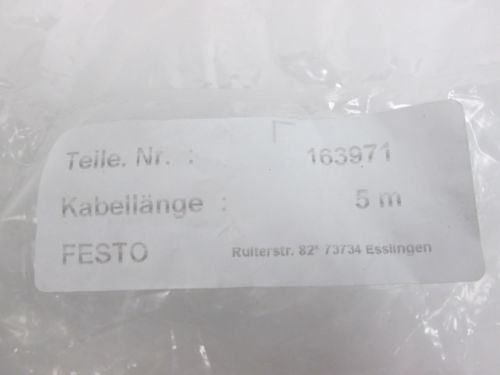 Teile. Nr. : 163971
Kabellänge : 5 m
FESTO Ruiterstr. 82* 73734 Esslingen